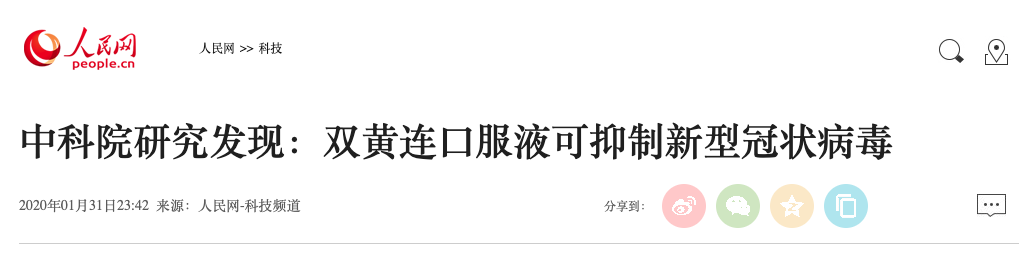 人民网
people.cn
人民网 >> 科技
中科院研究发现：双黄连口服液可抑制新型冠状病毒
2020年01月31日23:42 来源：人民网-科技频道
分享到：